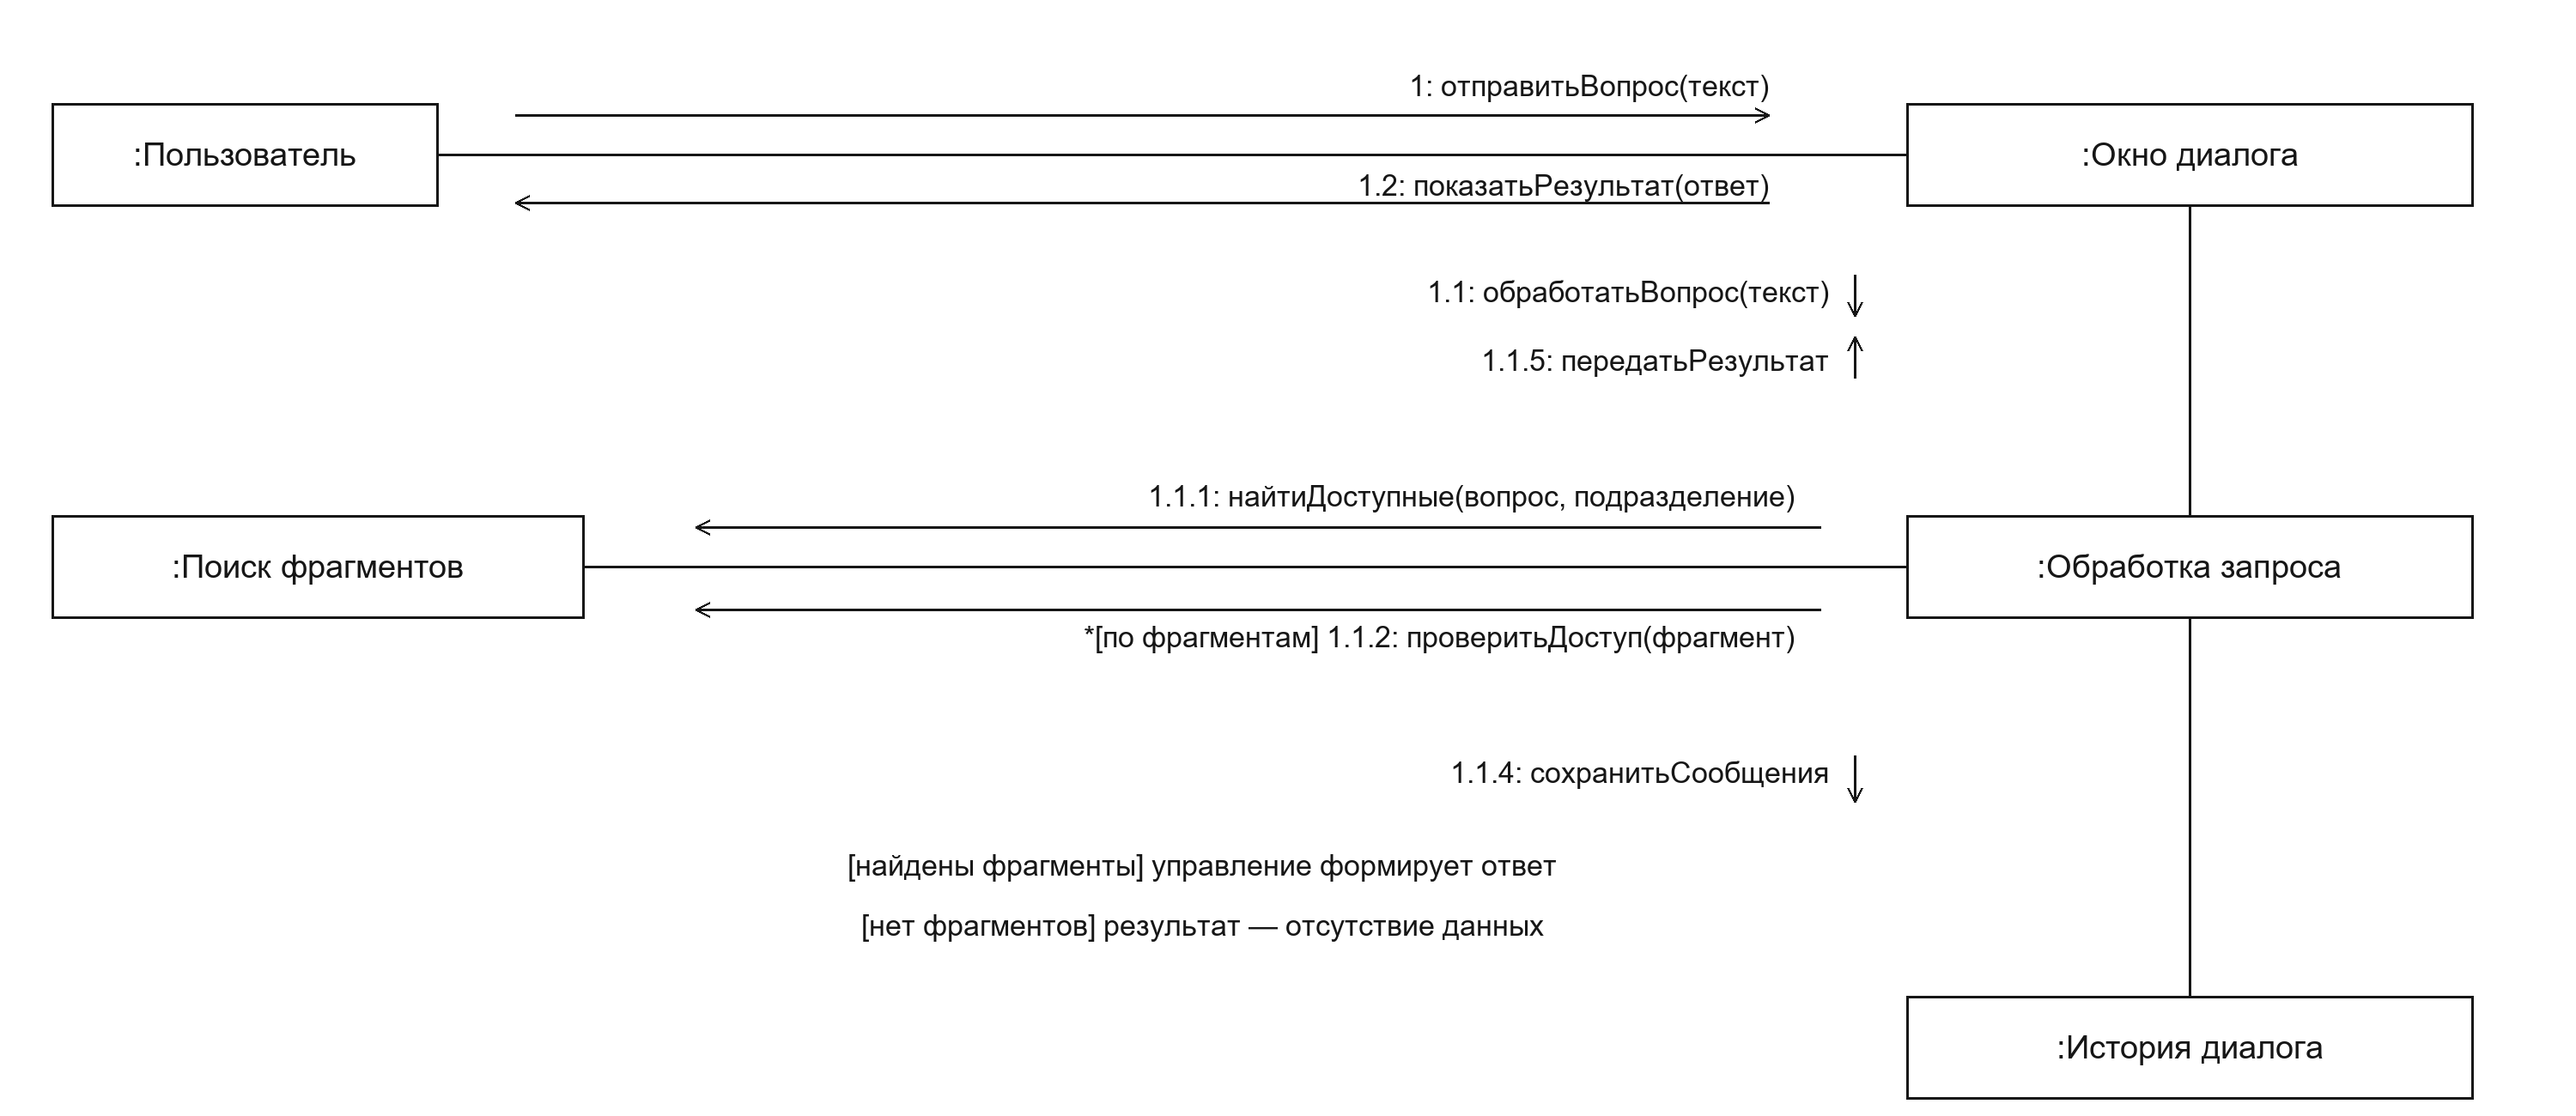 1: отправитьВопрос(текст)
:Пользователь
:Окно диалога
1.2: показатьРезультат(ответ)
1.1: обработатьВопрос(текст)
1.1.5: передатьРезультат
1.1.1: найтиДоступные(вопрос, подразделение)
:Поиск фрагментов
:Обработка запроса
*[по фрагментам] 1.1.2: проверитьДоступ(фрагмент)
1.1.4: сохранитьСообщения
[найдены фрагменты] управление формирует ответ
[нет фрагментов] результат — отсутствие данных
:История диалога